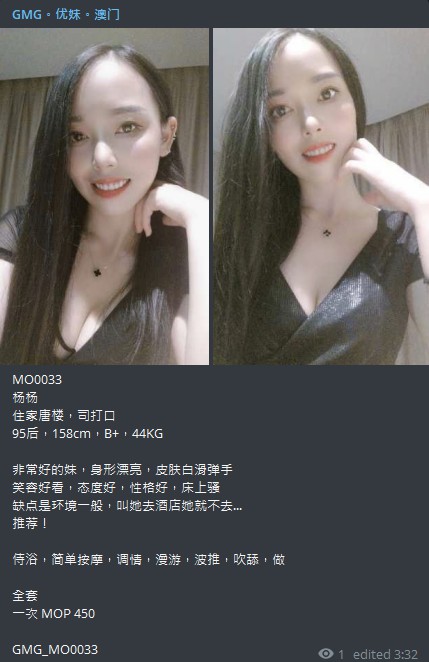 GMG。优妹。澳门
MO0033
杨杨
住家唐楼，司打口
95后，158cm，B+，44KG
非常好的妹，身形漂亮，皮肤白滑弹手
笑容好看，态度好，性格好，床上骚
缺点是环境一般，叫她去酒店她就不去...
推荐！
侍浴，简单按摩，调情，漫游，波推，吹舔，做
全套
一次 MOP 450
GMG_MO0033
1 edited 3:32